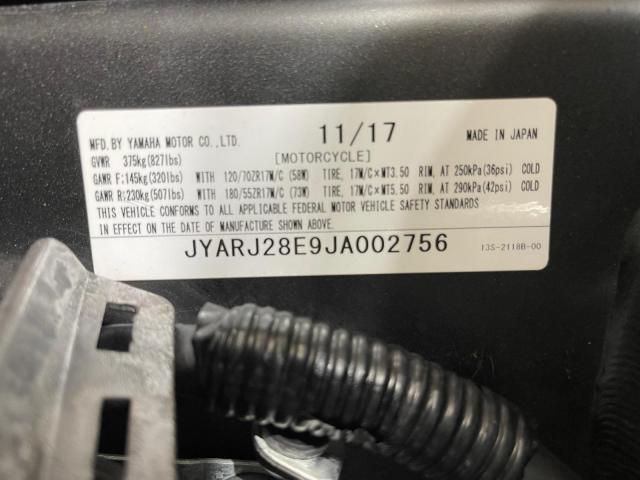 MFD. BY YAMAHA MOTOR CO., LTD. 11/17 MADE IN JAPAN
GVWR 375kg(827lbs) [MOTORCYCLE]
GAWR F:145kg(320lbs) WITH 120/70ZR17M/C (58W) TIRE, 17M/C×MT3.50 RIM, AT 250kPa(36psi) COLD
GAWR R:230kg(507lbs) WITH 180/55ZR17M/C (73W) TIRE, 17M/C×MT5.50 RIM, AT 290kPa(42psi) COLD
THIS VEHICLE CONFORMS TO ALL APPLICABLE FEDERAL MOTOR VEHICLE SAFETY STANDARDS
IN EFFECT ON THE DATE OF MANUFACTURE SHOWN ABOVE.
JYARJ28E9JA002756 13S-2118B-00